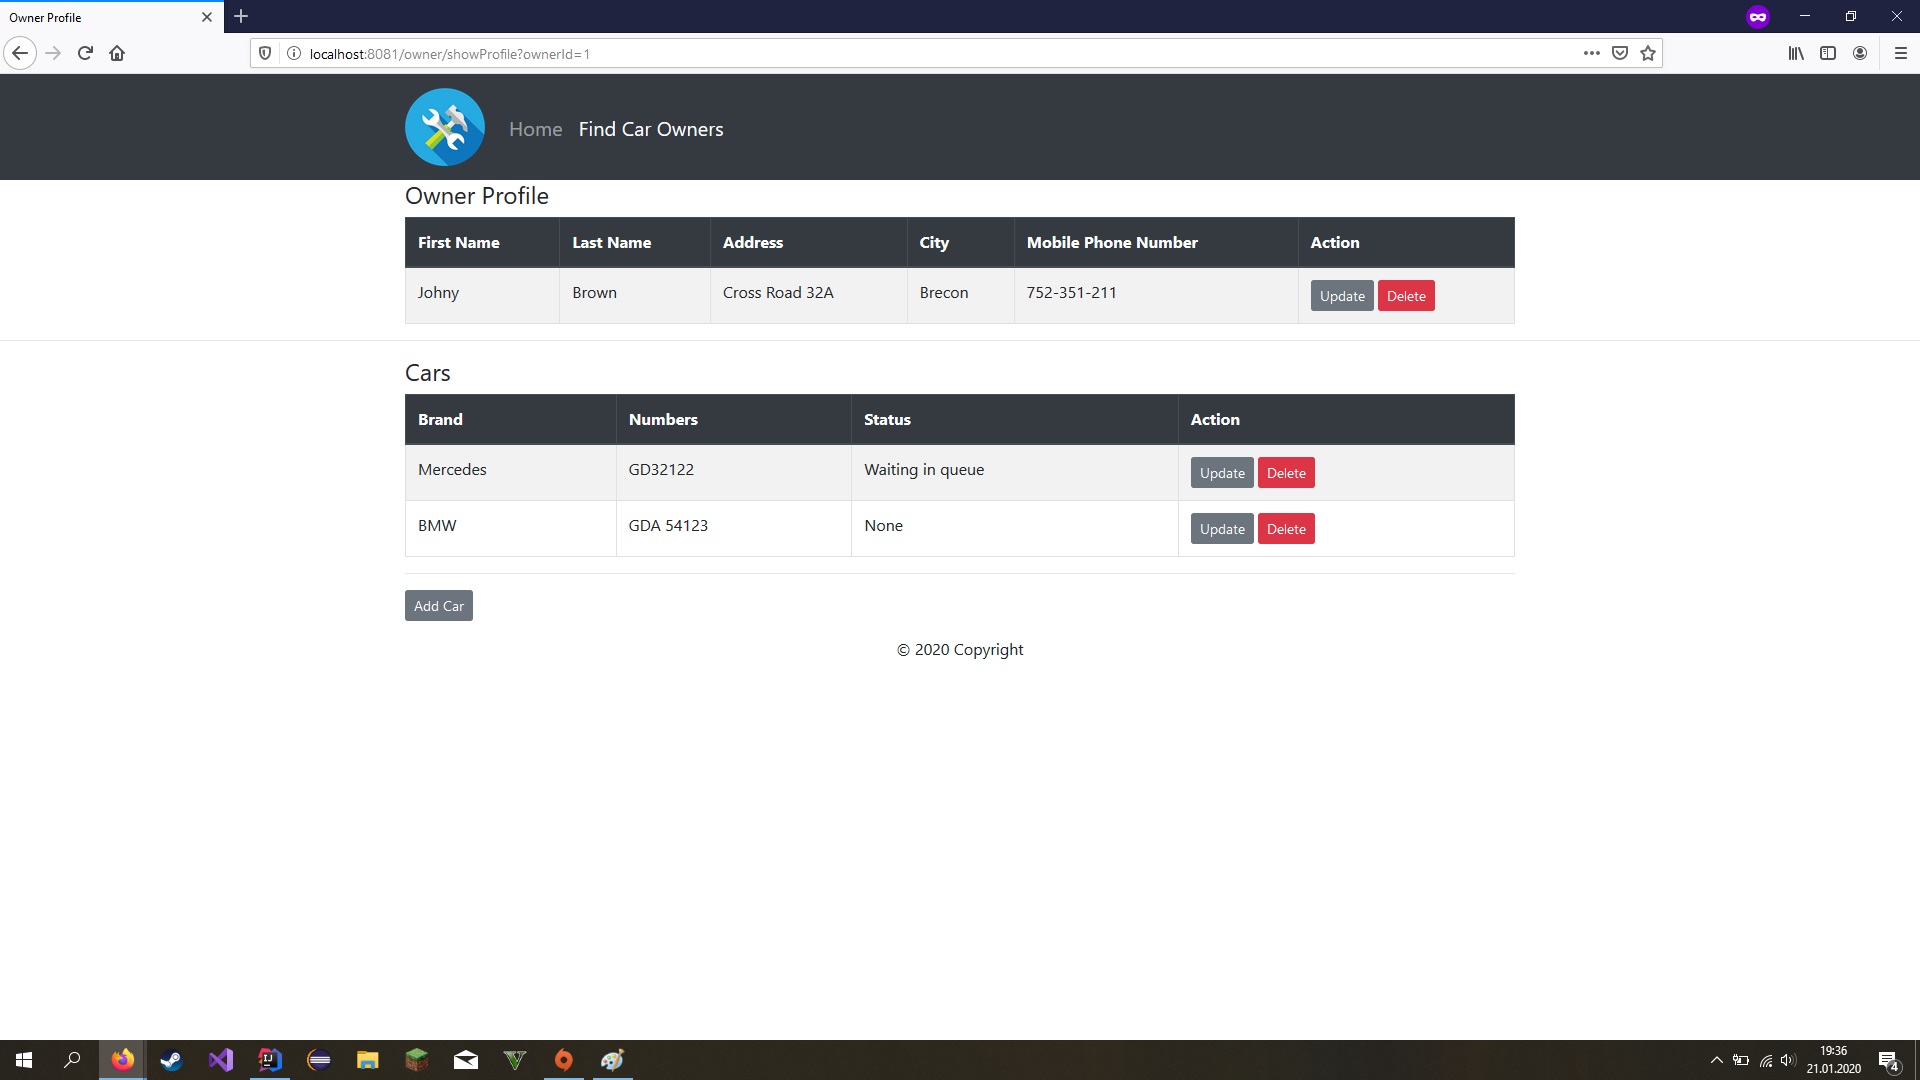 Owner Profile
localhost:8081/owner/showProfile?ownerId=1
Home Find Car Owners
Owner Profile
First Name Last Name Address City Mobile Phone Number Action
Johny Brown Cross Road 32A Brecon 752-351-211 Update Delete
Cars
Brand Numbers Status Action
Mercedes GD32122 Waiting in queue Update Delete
BMW GDA 54123 None Update Delete
Add Car
© 2020 Copyright
19:36
21.01.2020
4